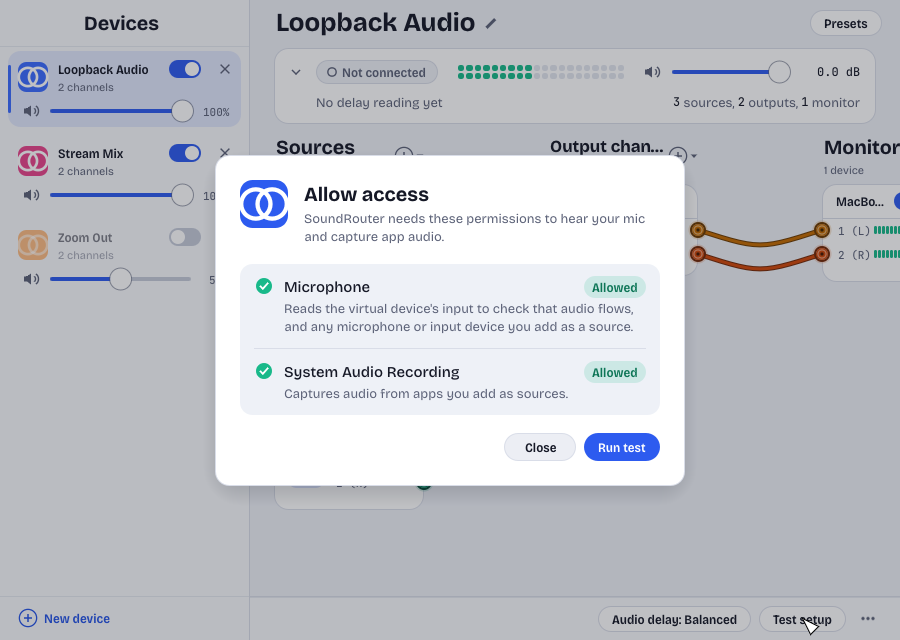 Devices
Loopback Audio
2 channels
100%
Stream Mix
2 channels
Zoom Out
2 channels
New device
Loopback Audio
Presets
Not connected
0.0 dB
No delay reading yet
3 sources, 2 outputs, 1 monitor
Sources
Output chan...
Monitor
1 device
MacBo...
1 (L)
2 (R)
Allow access
SoundRouter needs these permissions to hear your mic
and capture app audio.
Microphone
Allowed
Reads the virtual device's input to check that audio flows,
and any microphone or input device you add as a source.
System Audio Recording
Allowed
Captures audio from apps you add as sources.
Close
Run test
Audio delay: Balanced
Test setup